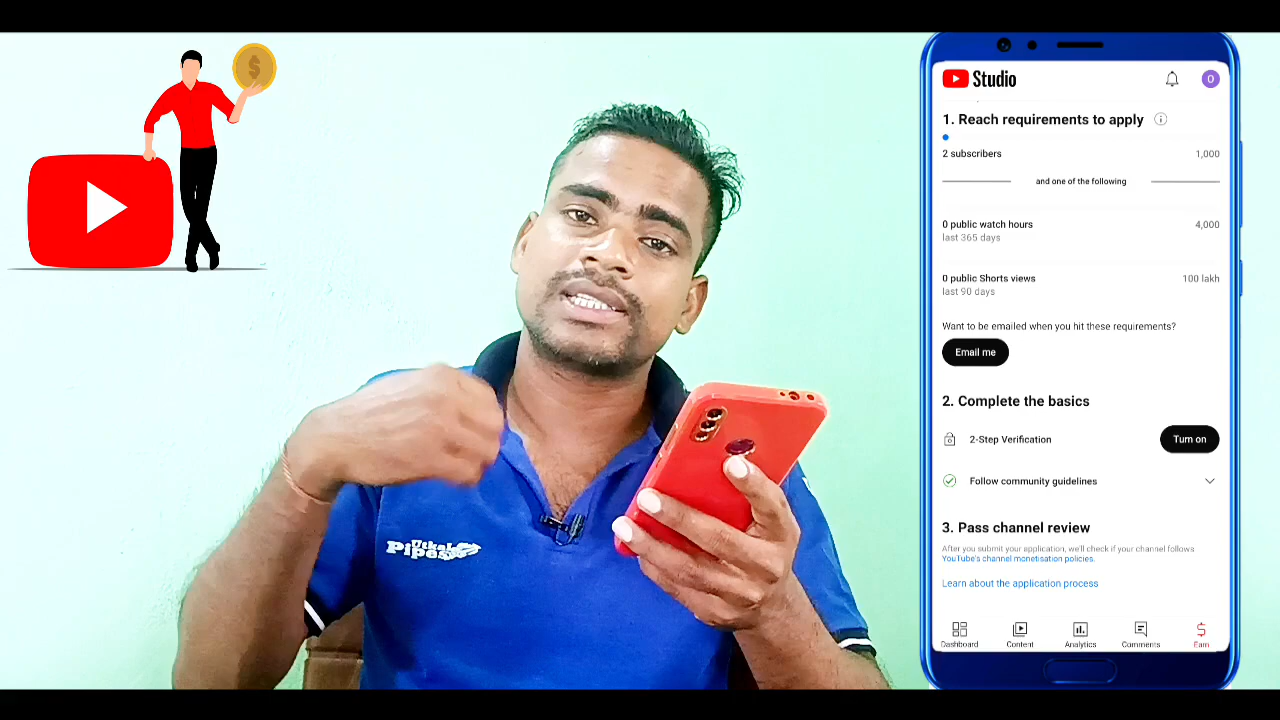 $
Utkal
Pipes
Studio
O
1. Reach requirements to apply
2 subscribers 1,000
and one of the following
0 public watch hours 4,000
last 365 days
0 public Shorts views 100 lakh
last 90 days
Want to be emailed when you hit these requirements?
Email me
2. Complete the basics
2-Step Verification Turn on
Follow community guidelines
3. Pass channel review
After you submit your application, we'll check if your channel follows
YouTube's channel monetisation policies.
Learn about the application process
Dashboard Content Analytics Comments Earn